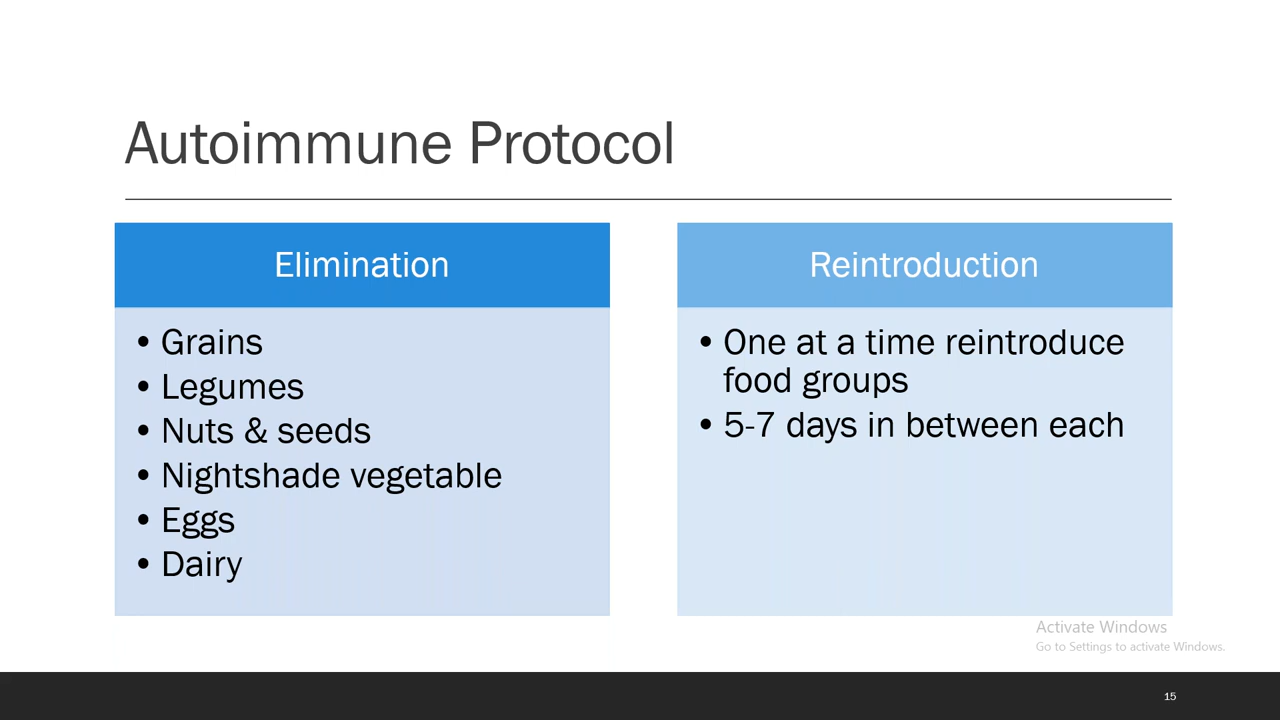 Autoimmune Protocol
Elimination
• Grains
• Legumes
• Nuts & seeds
• Nightshade vegetable
• Eggs
• Dairy
Reintroduction
• One at a time reintroduce
food groups
• 5-7 days in between each
Activate Windows
Go to Settings to activate Windows.
15